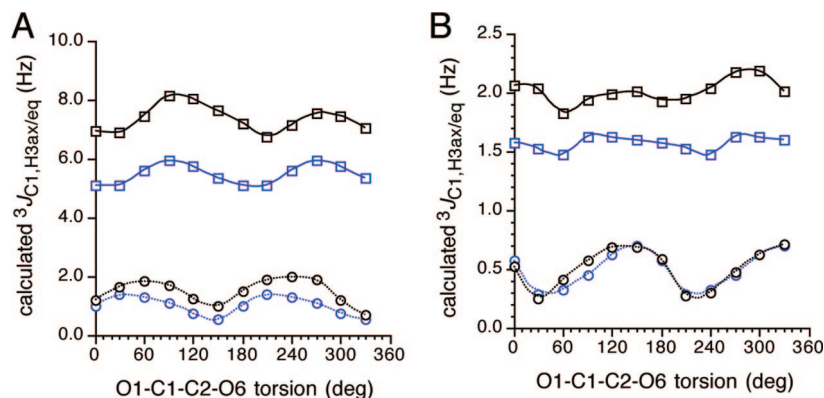 A
calculated ³J_C1,H3ax/eq (Hz)
10.0
8.0
6.0
4.0
2.0
0.0
0 60 120 180 240 300 360
O1-C1-C2-O6 torsion (deg)
B
calculated ³J_C1,H3ax/eq (Hz)
2.5
2.0
1.5
1.0
0.5
0.0
0 60 120 180 240 300 360
O1-C1-C2-O6 torsion (deg)